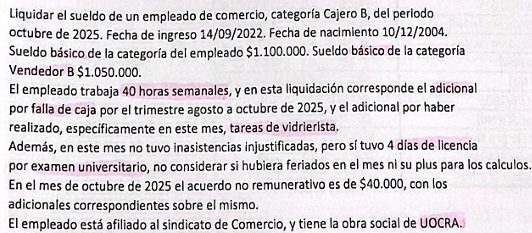 Liquidar el sueldo de un empleado de comercio, categoría Cajero B, del periodo
octubre de 2025. Fecha de ingreso 14/09/2022. Fecha de nacimiento 10/12/2004.
Sueldo básico de la categoría del empleado $1.100.000. Sueldo básico de la categoría
Vendedor B $1.050.000.
El empleado trabaja 40 horas semanales, y en esta liquidación corresponde el adicional
por falla de caja por el trimestre agosto a octubre de 2025, y el adicional por haber
realizado, específicamente en este mes, tareas de vidrierista.
Además, en este mes no tuvo inasistencias injustificadas, pero sí tuvo 4 días de licencia
por examen universitario, no considerar si hubiera feriados en el mes ni su plus para los calculos.
En el mes de octubre de 2025 el acuerdo no remunerativo es de $40.000, con los
adicionales correspondientes sobre el mismo.
El empleado está afiliado al sindicato de Comercio, y tiene la obra social de UOCRA.